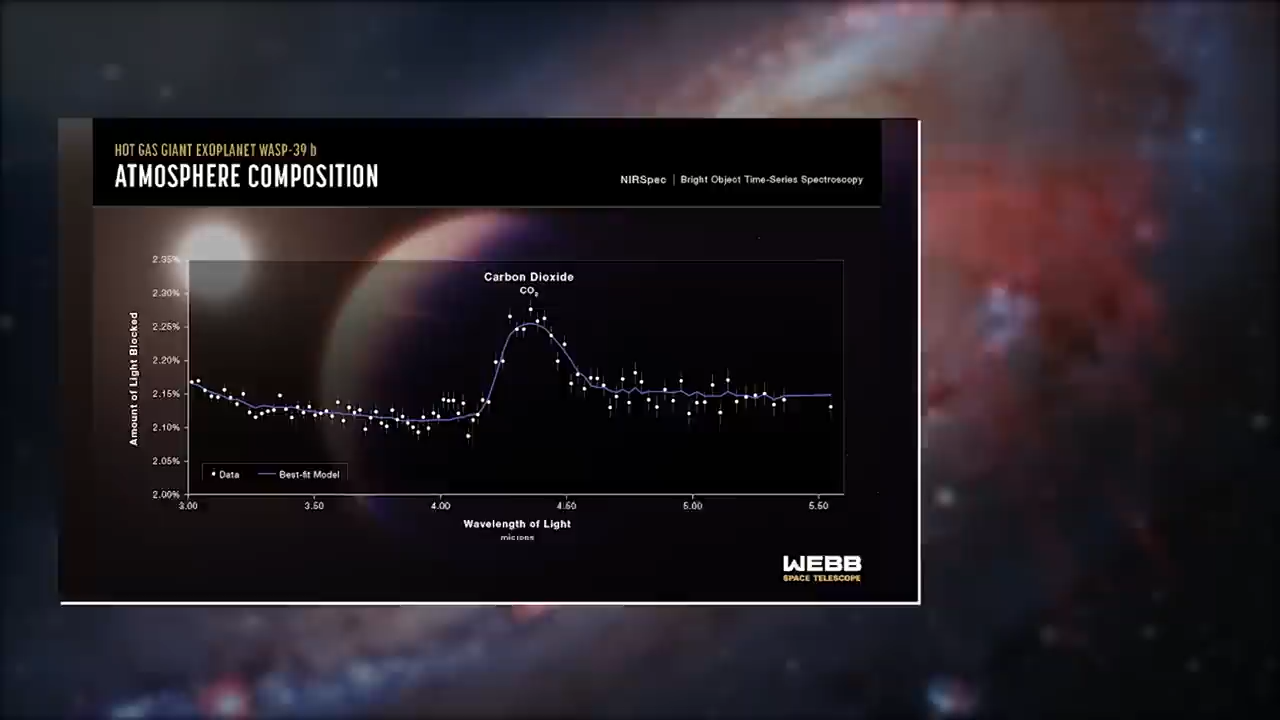 HOT GAS GIANT EXOPLANET WASP-39 b
ATMOSPHERE COMPOSITION
NIRSpec | Bright Object Time-Series Spectroscopy
Carbon Dioxide
CO₂
2.35%
2.30%
2.25%
2.20%
2.15%
2.10%
2.05%
2.00%
Amount of Light Blocked
Data
Best-fit Model
3.00 3.50 4.00 4.50 5.00 5.50
Wavelength of Light
microns
WEBB
SPACE TELESCOPE